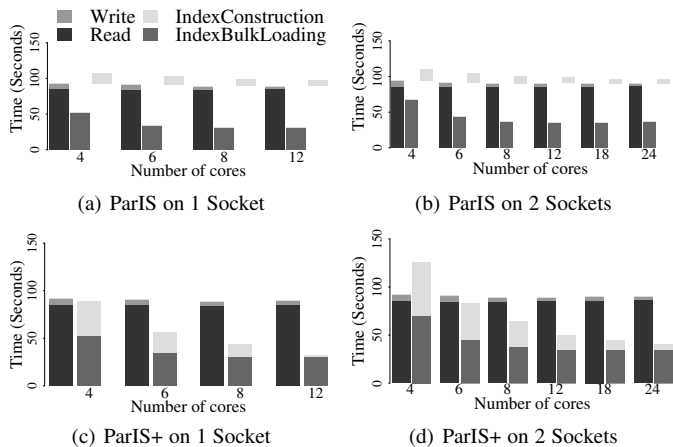 Write IndexConstruction
Read IndexBulkLoading
Time (Seconds)
0 50 100 150
4 6 8 12
Number of cores
(a) ParIS on 1 Socket
Time (Seconds)
0 50 100 150
4 6 8 12 18 24
Number of cores
(b) ParIS on 2 Sockets
Time (Seconds)
0 50 100 150
4 6 8 12
Number of cores
(c) ParIS+ on 1 Socket
Time (Seconds)
0 50 100 150
4 6 8 12 18 24
Number of cores
(d) ParIS+ on 2 Sockets